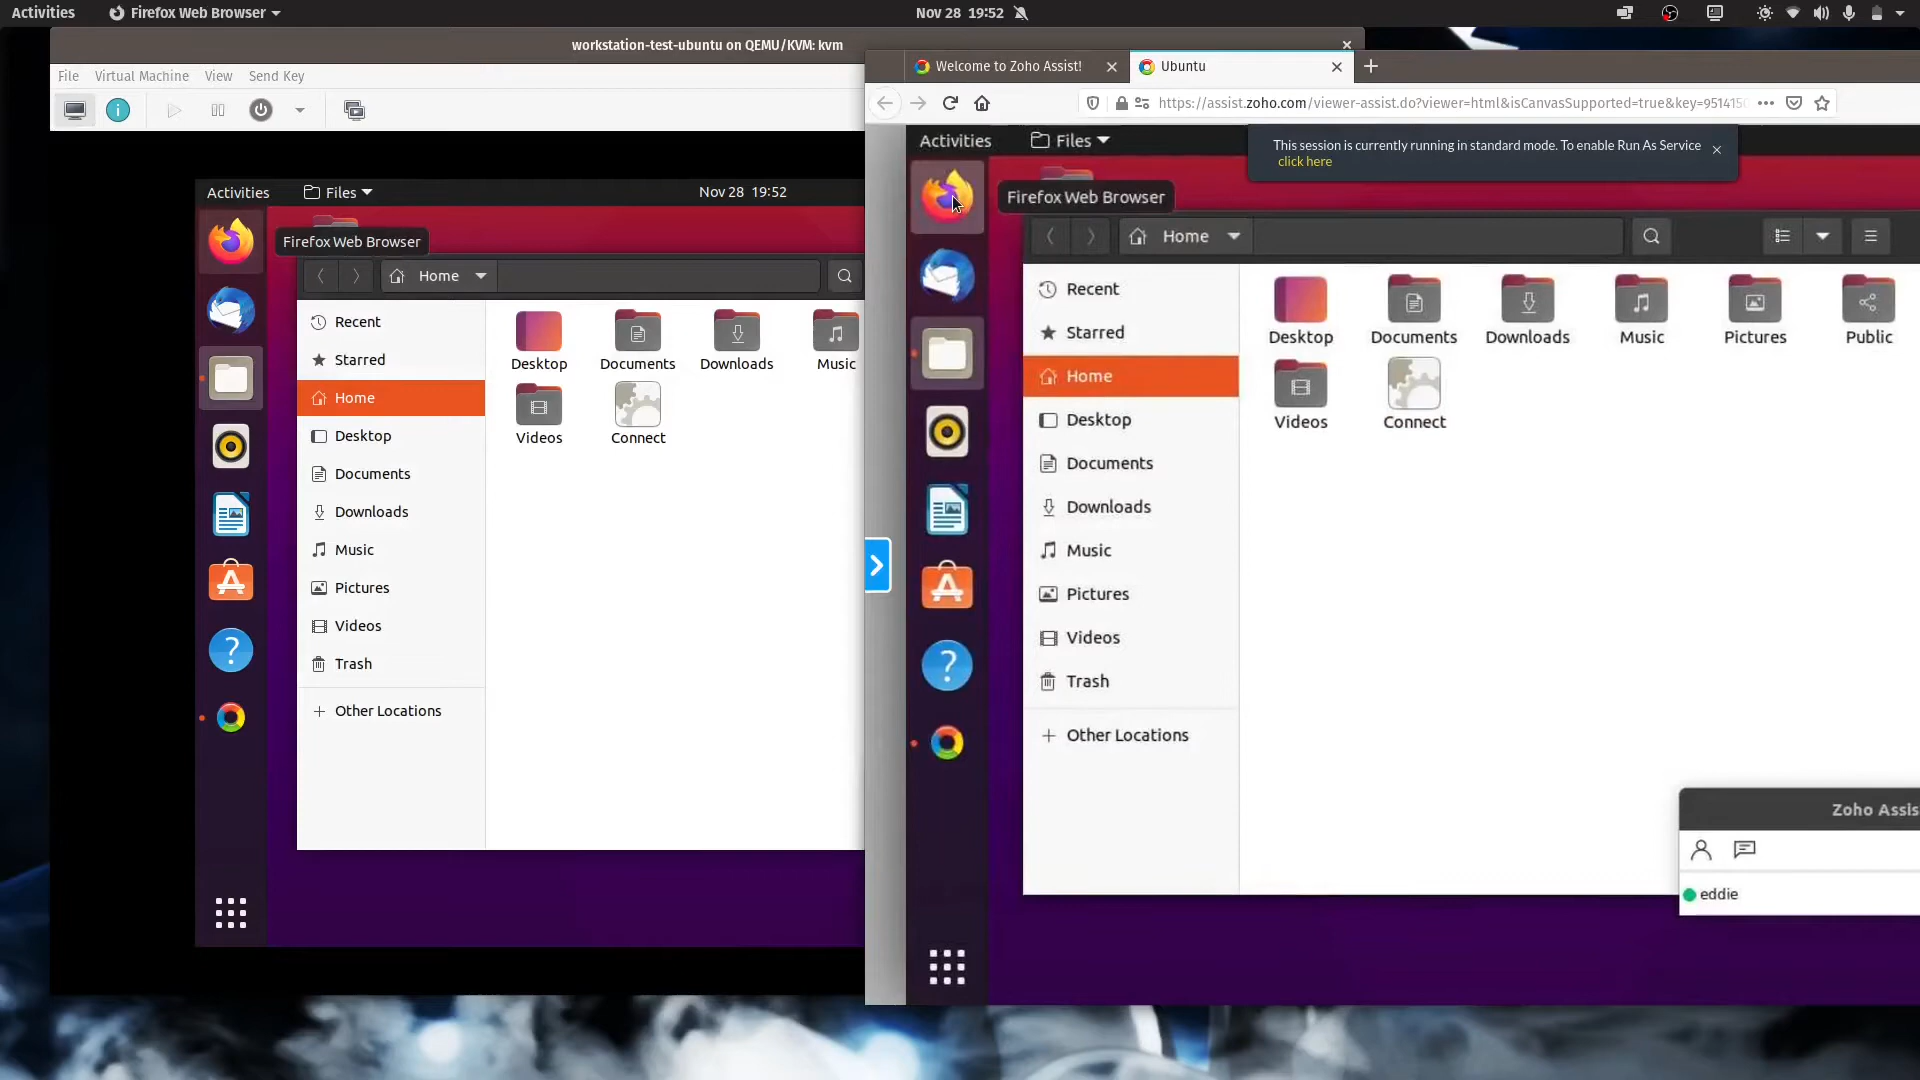 Activities
Firefox Web Browser
Nov 28 19:52
workstation-test-ubuntu on QEMU/KVM: kvm
File Virtual Machine View Send Key
Activities
Files
Nov 28 19:52
Firefox Web Browser
Home
Recent
Starred
Home
Desktop
Documents
Downloads
Music
Pictures
Videos
Trash
Other Locations
Desktop
Documents
Downloads
Music
Videos
Connect
Welcome to Zoho Assist!
Ubuntu
https://assist.zoho.com/viewer-assist.do?viewer=html&isCanvasSupported=true&key=951415
Activities
Files
This session is currently running in standard mode. To enable Run As Service
click here
Firefox Web Browser
Home
Recent
Starred
Home
Desktop
Documents
Downloads
Music
Pictures
Videos
Trash
Other Locations
Desktop
Documents
Downloads
Music
Pictures
Public
Videos
Connect
Zoho Assis
eddie